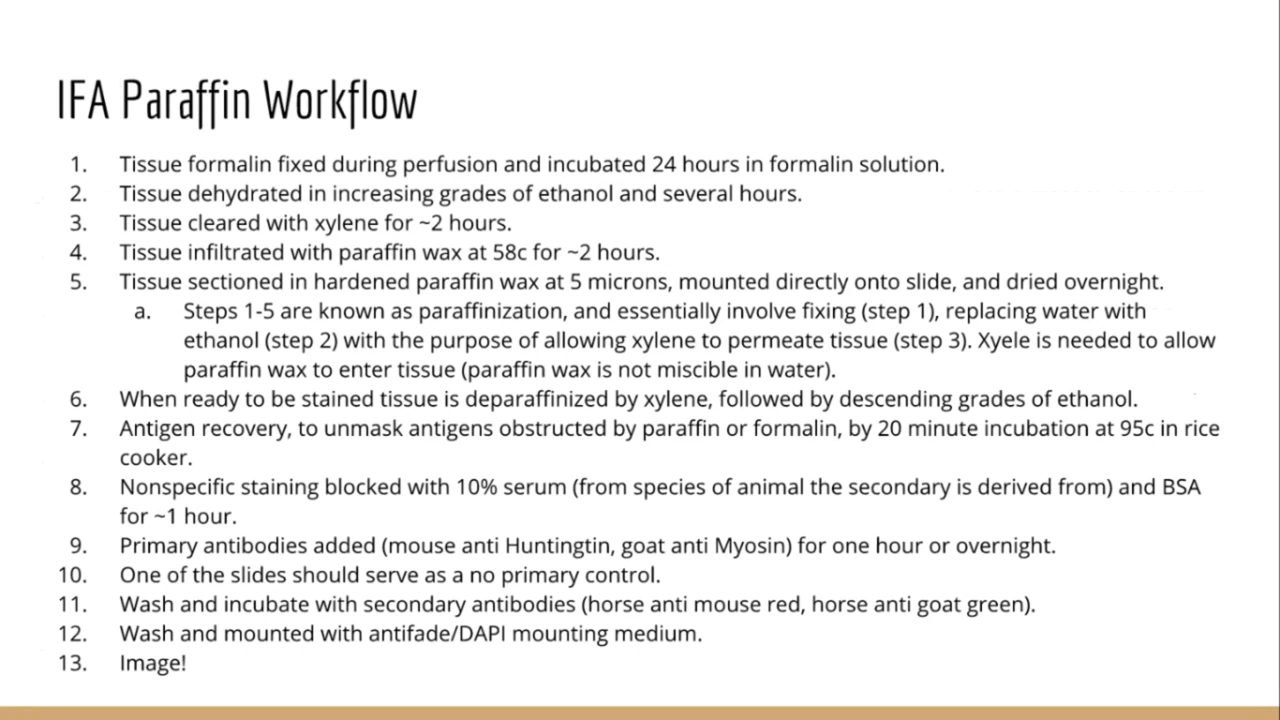 IFA Paraffin Workflow
1. Tissue formalin fixed during perfusion and incubated 24 hours in formalin solution.
2. Tissue dehydrated in increasing grades of ethanol and several hours.
3. Tissue cleared with xylene for ~2 hours.
4. Tissue infiltrated with paraffin wax at 58c for ~2 hours.
5. Tissue sectioned in hardened paraffin wax at 5 microns, mounted directly onto slide, and dried overnight.
a. Steps 1-5 are known as paraffinization, and essentially involve fixing (step 1), replacing water with
ethanol (step 2) with the purpose of allowing xylene to permeate tissue (step 3). Xyele is needed to allow
paraffin wax to enter tissue (paraffin wax is not miscible in water).
6. When ready to be stained tissue is deparaffinized by xylene, followed by descending grades of ethanol.
7. Antigen recovery, to unmask antigens obstructed by paraffin or formalin, by 20 minute incubation at 95c in rice
cooker.
8. Nonspecific staining blocked with 10% serum (from species of animal the secondary is derived from) and BSA
for ~1 hour.
9. Primary antibodies added (mouse anti Huntingtin, goat anti Myosin) for one hour or overnight.
10. One of the slides should serve as a no primary control.
11. Wash and incubate with secondary antibodies (horse anti mouse red, horse anti goat green).
12. Wash and mounted with antifade/DAPI mounting medium.
13. Image!